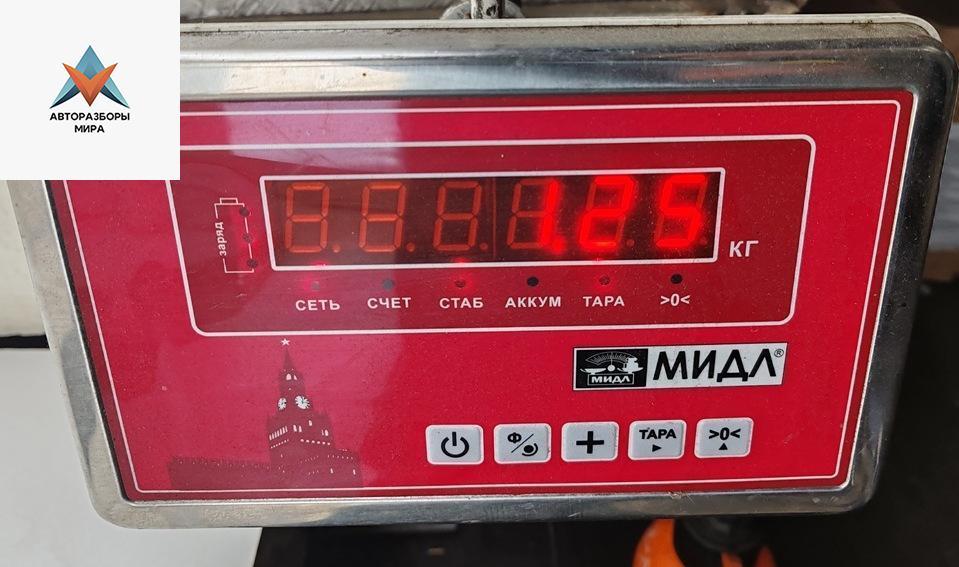 АВТОРАЗБОРЫ
МИРА
заряд
1.25
КГ
СЕТЬ СЧЕТ СТАБ АККУМ ТАРА >0<
МИДЛ МИДЛ®
Ф/ + ТАРА >0<